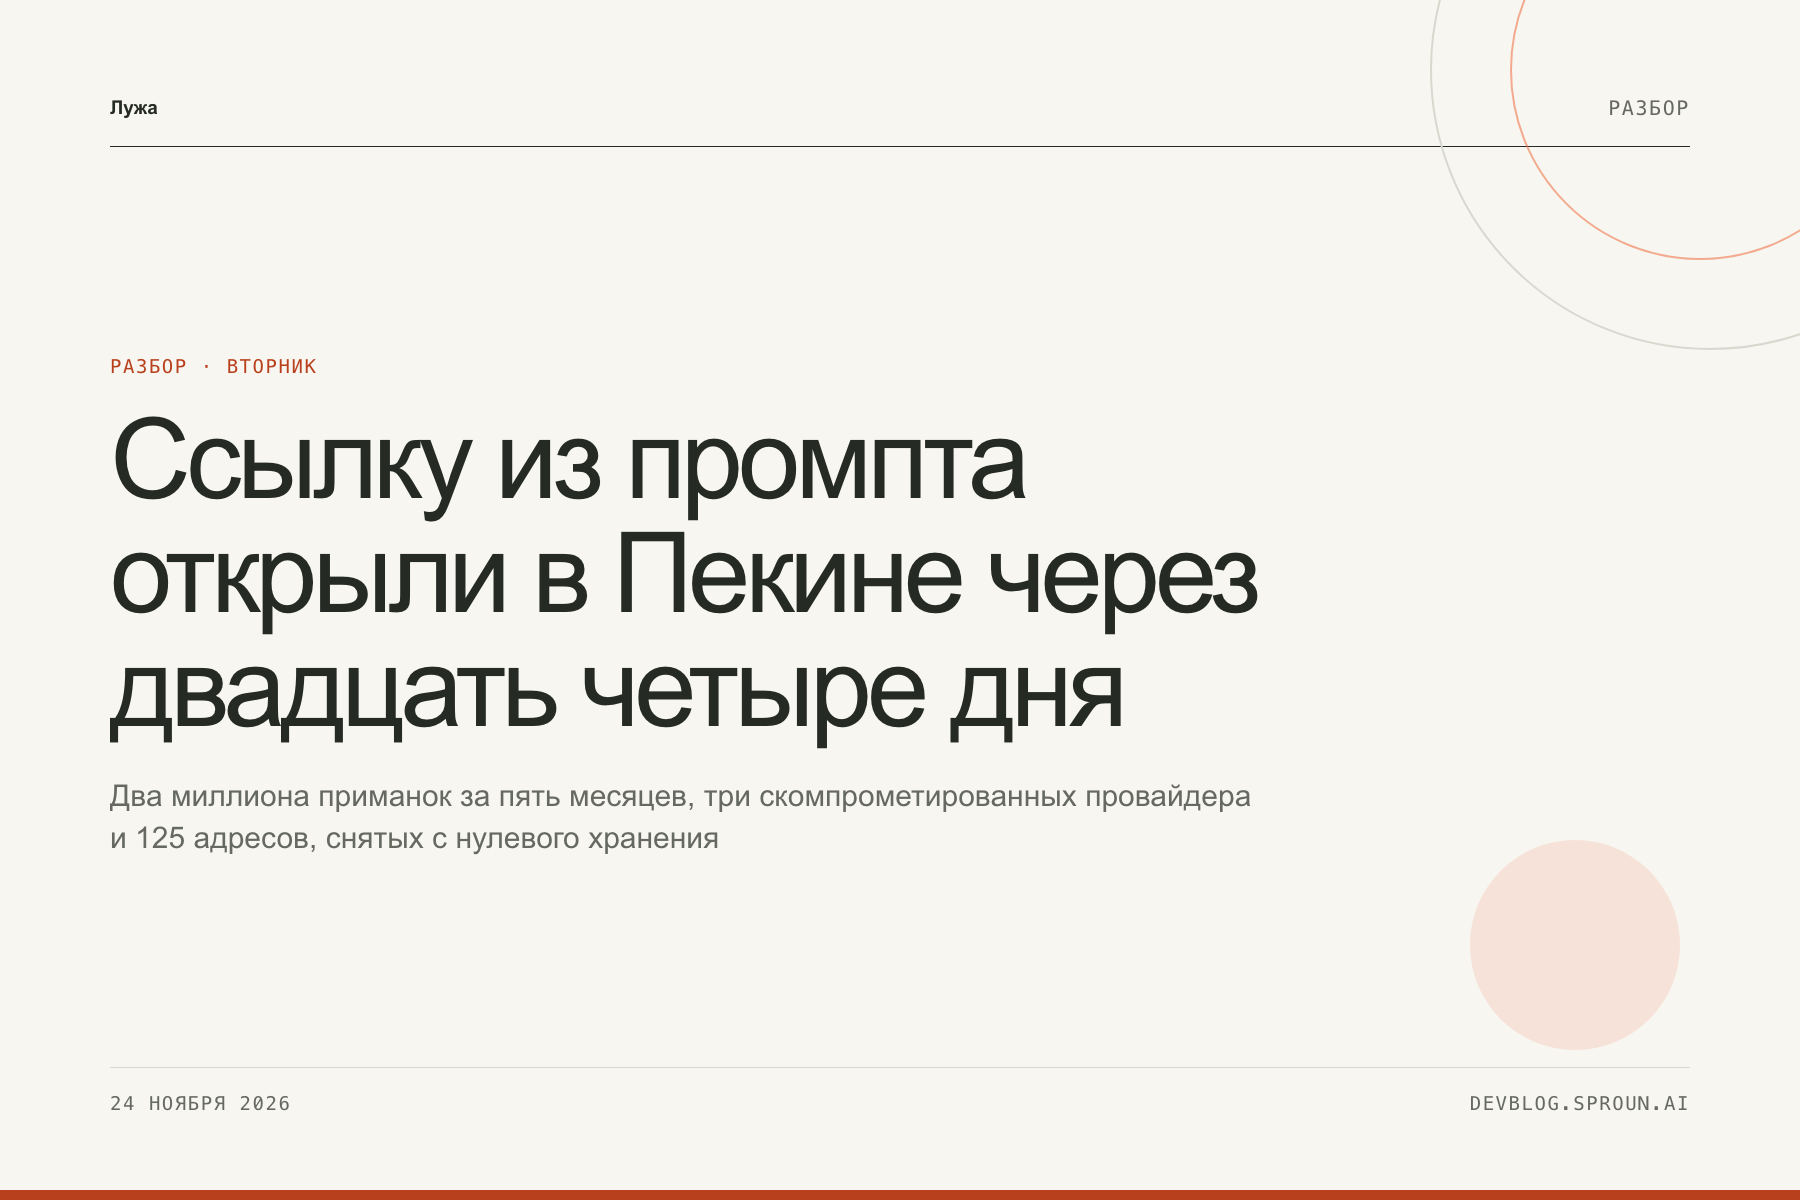 Лужа
РАЗБОР
РАЗБОР · ВТОРНИК
Ссылку из промпта
открыли в Пекине через
двадцать четыре дня
Два миллиона приманок за пять месяцев, три скомпрометированных провайдера
и 125 адресов, снятых с нулевого хранения
24 НОЯБРЯ 2026
DEVBLOG.SPROUN.AI